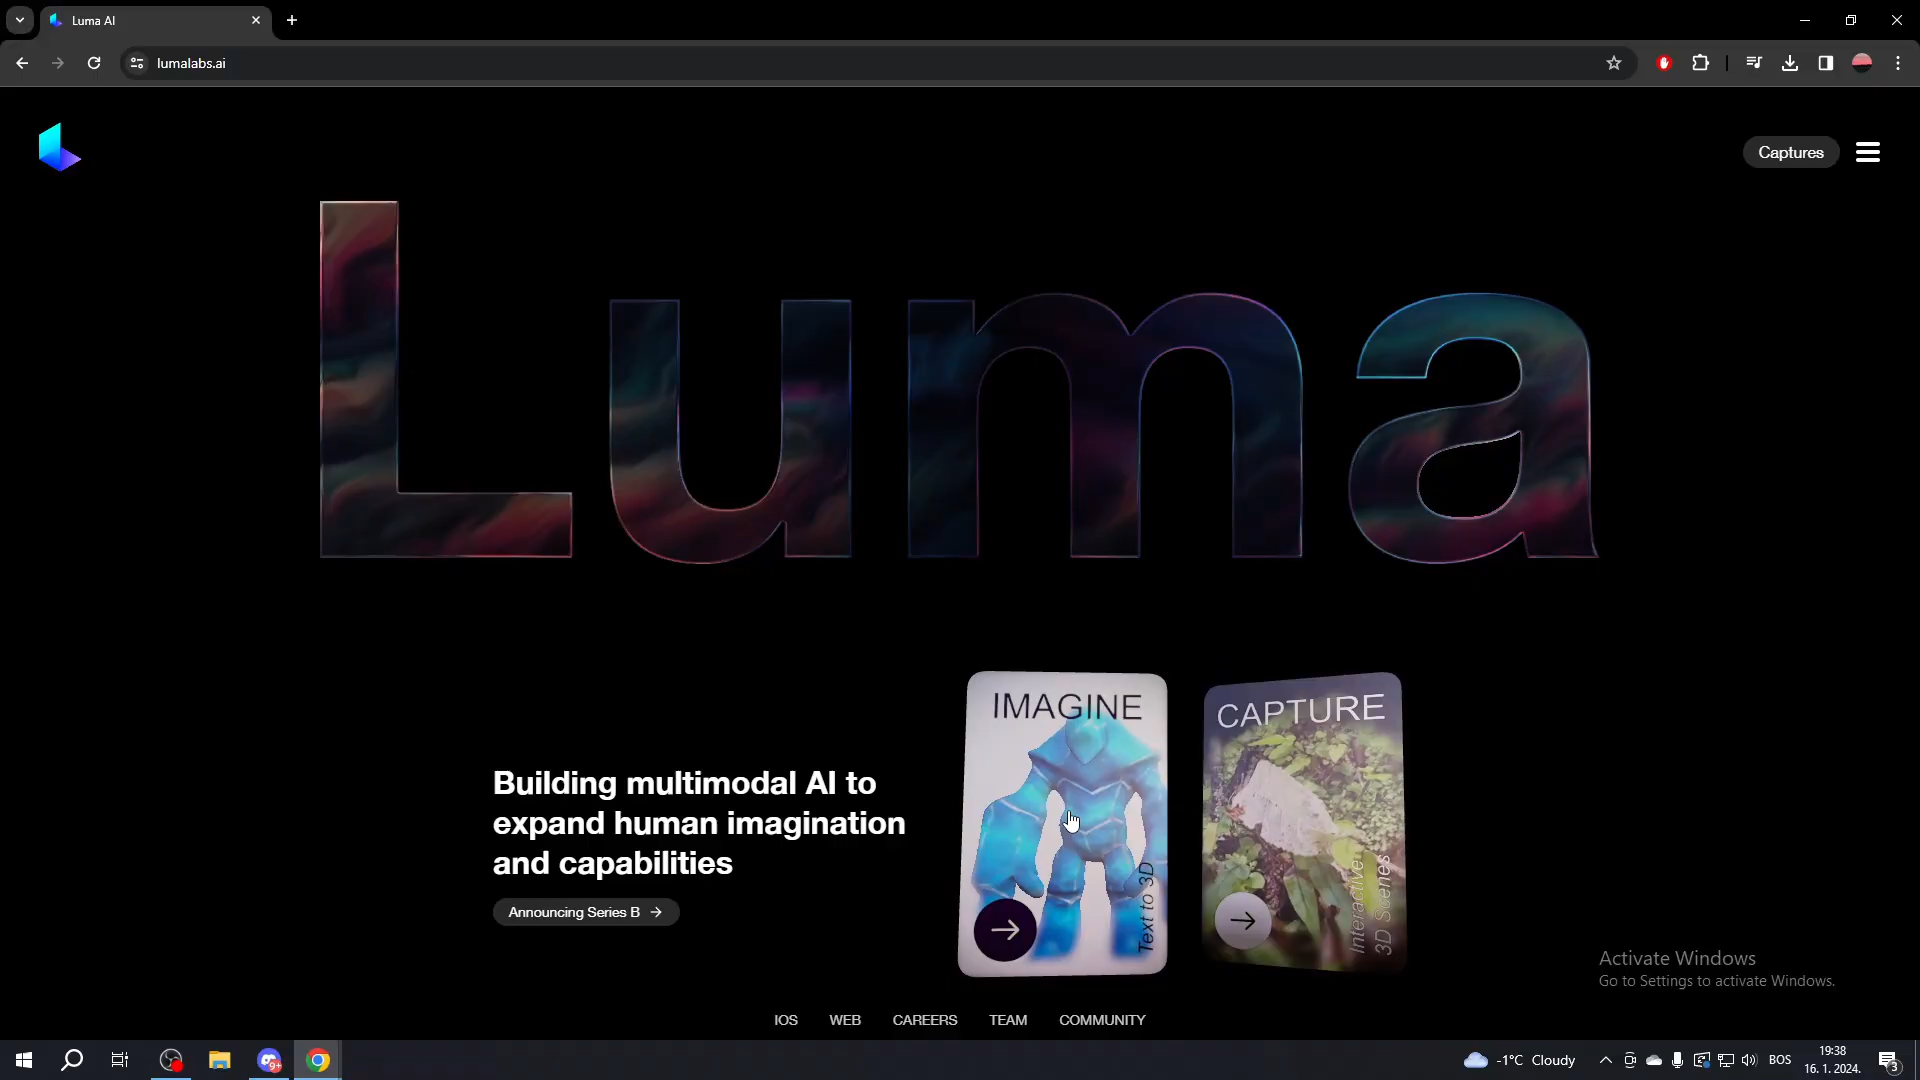 Luma AI
lumalabs.ai
Captures
Luma
IMAGINE
Text to 3D
CAPTURE
Interactive
3D Scenes
Building multimodal AI to
expand human imagination
and capabilities
Announcing Series B
Activate Windows
Go to Settings to activate Windows.
IOS WEB CAREERS TEAM COMMUNITY
9+
-1°C Cloudy
BOS
19:38
16. 1. 2024.
3